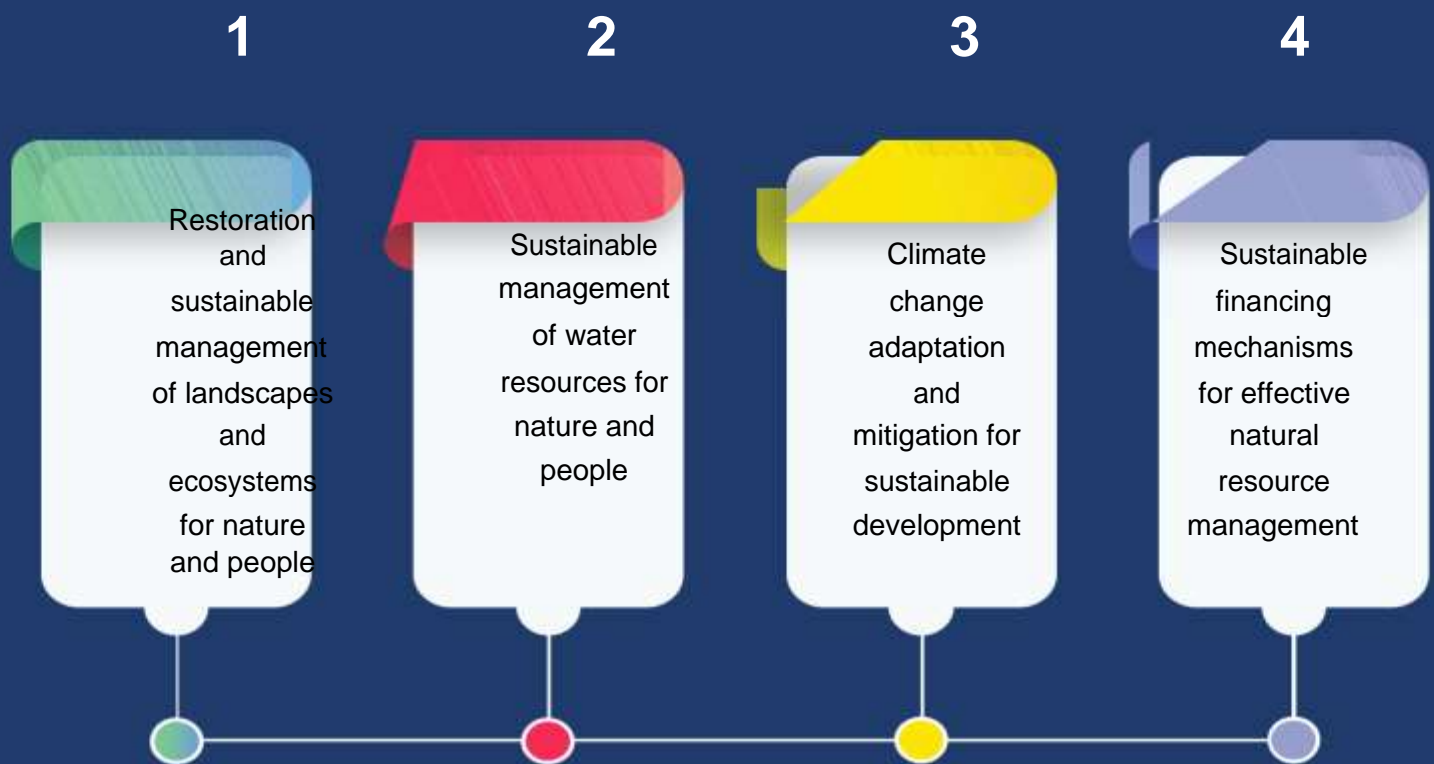 1
2
3
4
Restoration
and
sustainable
management
of landscapes
and
ecosystems
for nature
and people
Sustainable
management
of water
resources for
nature and
people
Climate
change
adaptation
and
mitigation for
sustainable
development
Sustainable
financing
mechanisms
for effective
natural
resource
management